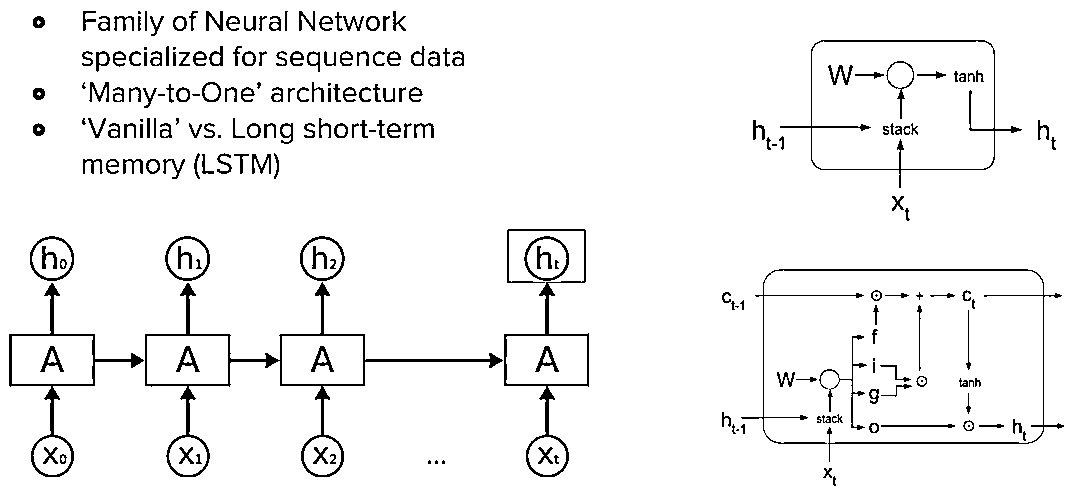 • Family of Neural Network
specialized for sequence data
• ‘Many-to-One’ architecture
• ‘Vanilla’ vs. Long short-term
memory (LSTM)
W tanh
h_{t-1} stack h_t
x_t
h_0 h_1 h_2 h_t
A A A A
x_0 x_1 x_2 ... x_t
c_{t-1} ⊙ + c_t
f
i
W ⊙ tanh
g
h_{t-1} stack o ⊙ h_t
x_t